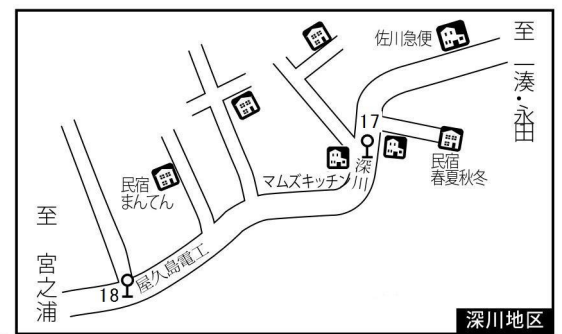 佐川急便
至 一湊・永田
17
深川
民宿
春夏秋冬
マムズキッチン
民宿
まんてん
至 宮之浦
18
屋久島電工
深川地区